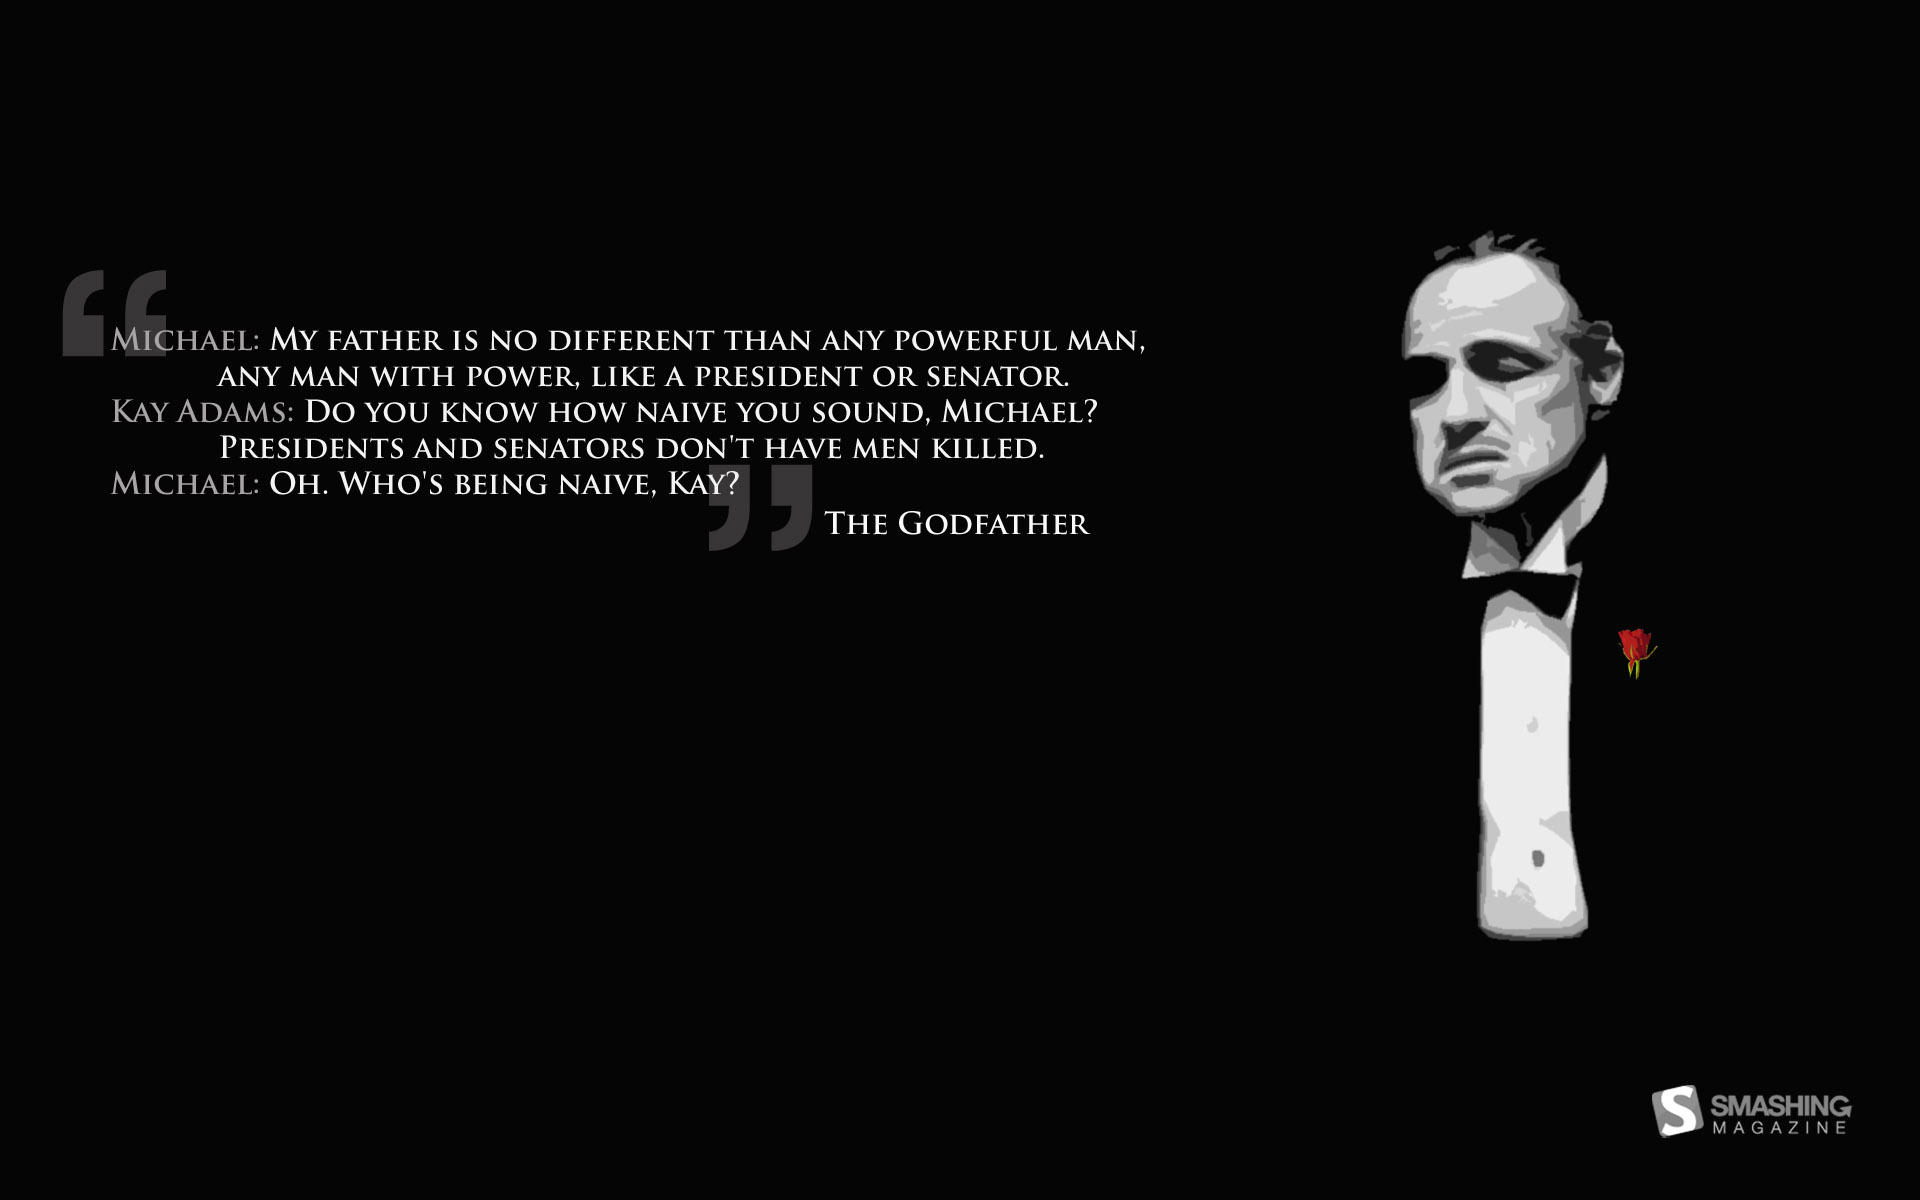 Michael: My father is no different than any powerful man,
any man with power, like a president or senator.
Kay Adams: Do you know how naive you sound, Michael?
Presidents and senators don't have men killed.
Michael: Oh. Who's being naive, Kay?
The Godfather
S SMASHING
MAGAZINE